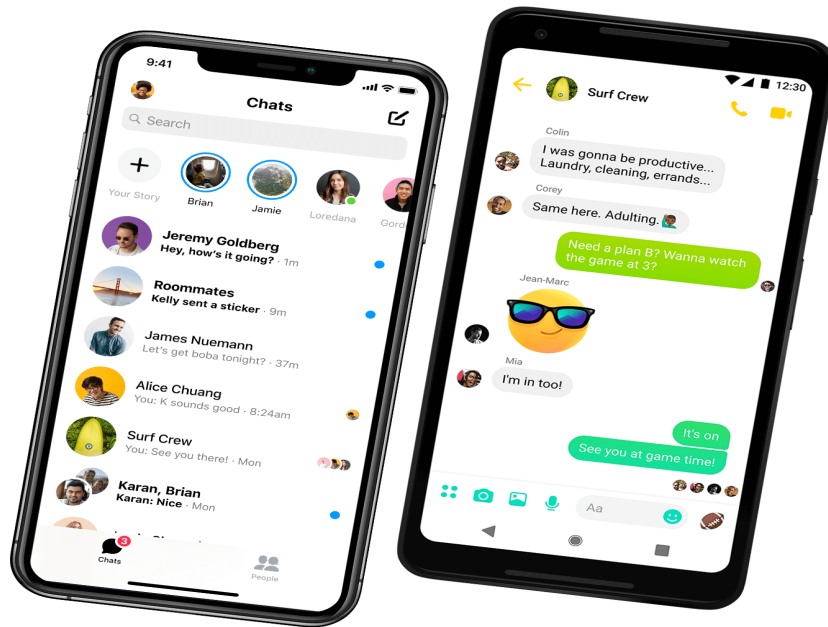 9:41
Chats
Search
Your Story
Brian
Jamie
Loredana
Jeremy Goldberg
Hey, how's it going? · 1m
Roommates
Kelly sent a sticker · 9m
James Nuemann
Let's get boba tonight? · 37m
Alice Chuang
You: K sounds good · 8:24am
Surf Crew
You: See you there! · Mon
Karan, Brian
Karan: Nice · Mon
3
Chats
People
12:30
Surf Crew
Colin
I was gonna be productive...
Laundry, cleaning, errands...
Corey
Same here. Adulting.
Need a plan B? Wanna watch
the game at 3?
Jean-Marc
Mia
I'm in too!
It's on
See you at game time!
Aa